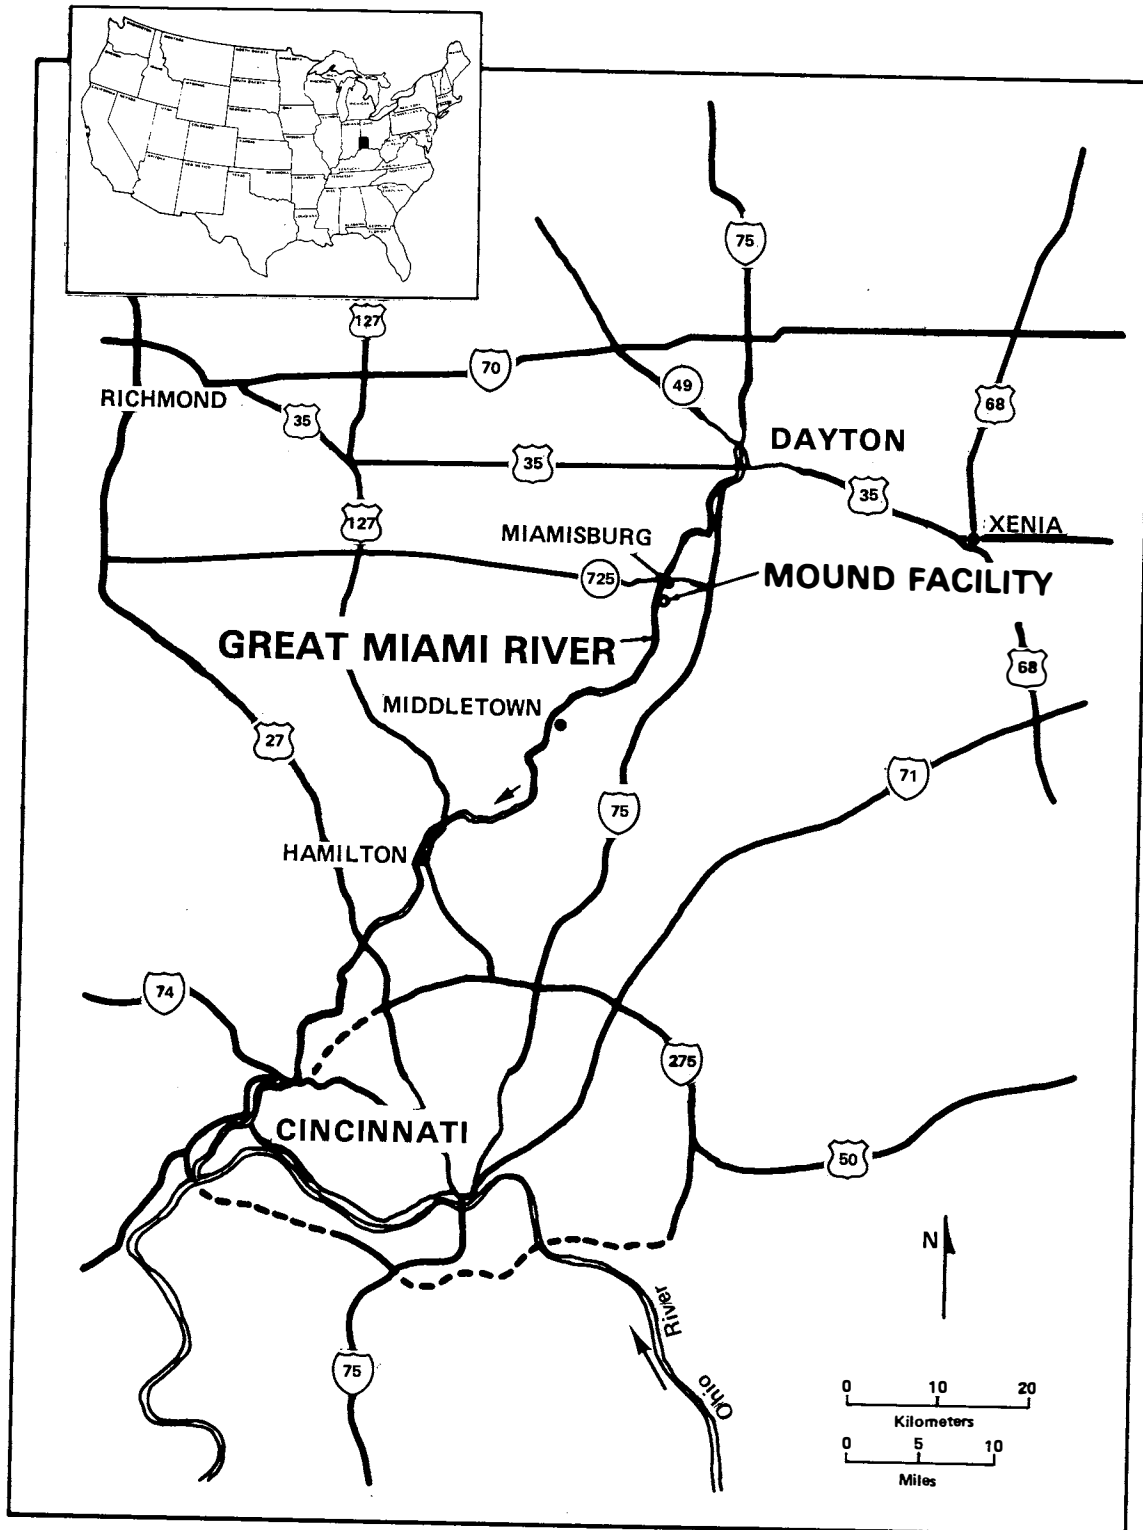 75
127
70
RICHMOND
49
68
35
DAYTON
35
35
127
MIAMISBURG
XENIA
725
MOUND FACILITY
GREAT MIAMI RIVER
68
MIDDLETOWN
27
71
75
HAMILTON
74
275
CINCINNATI
50
N
Ohio River
75
0 10 20
Kilometers
0 5 10
Miles